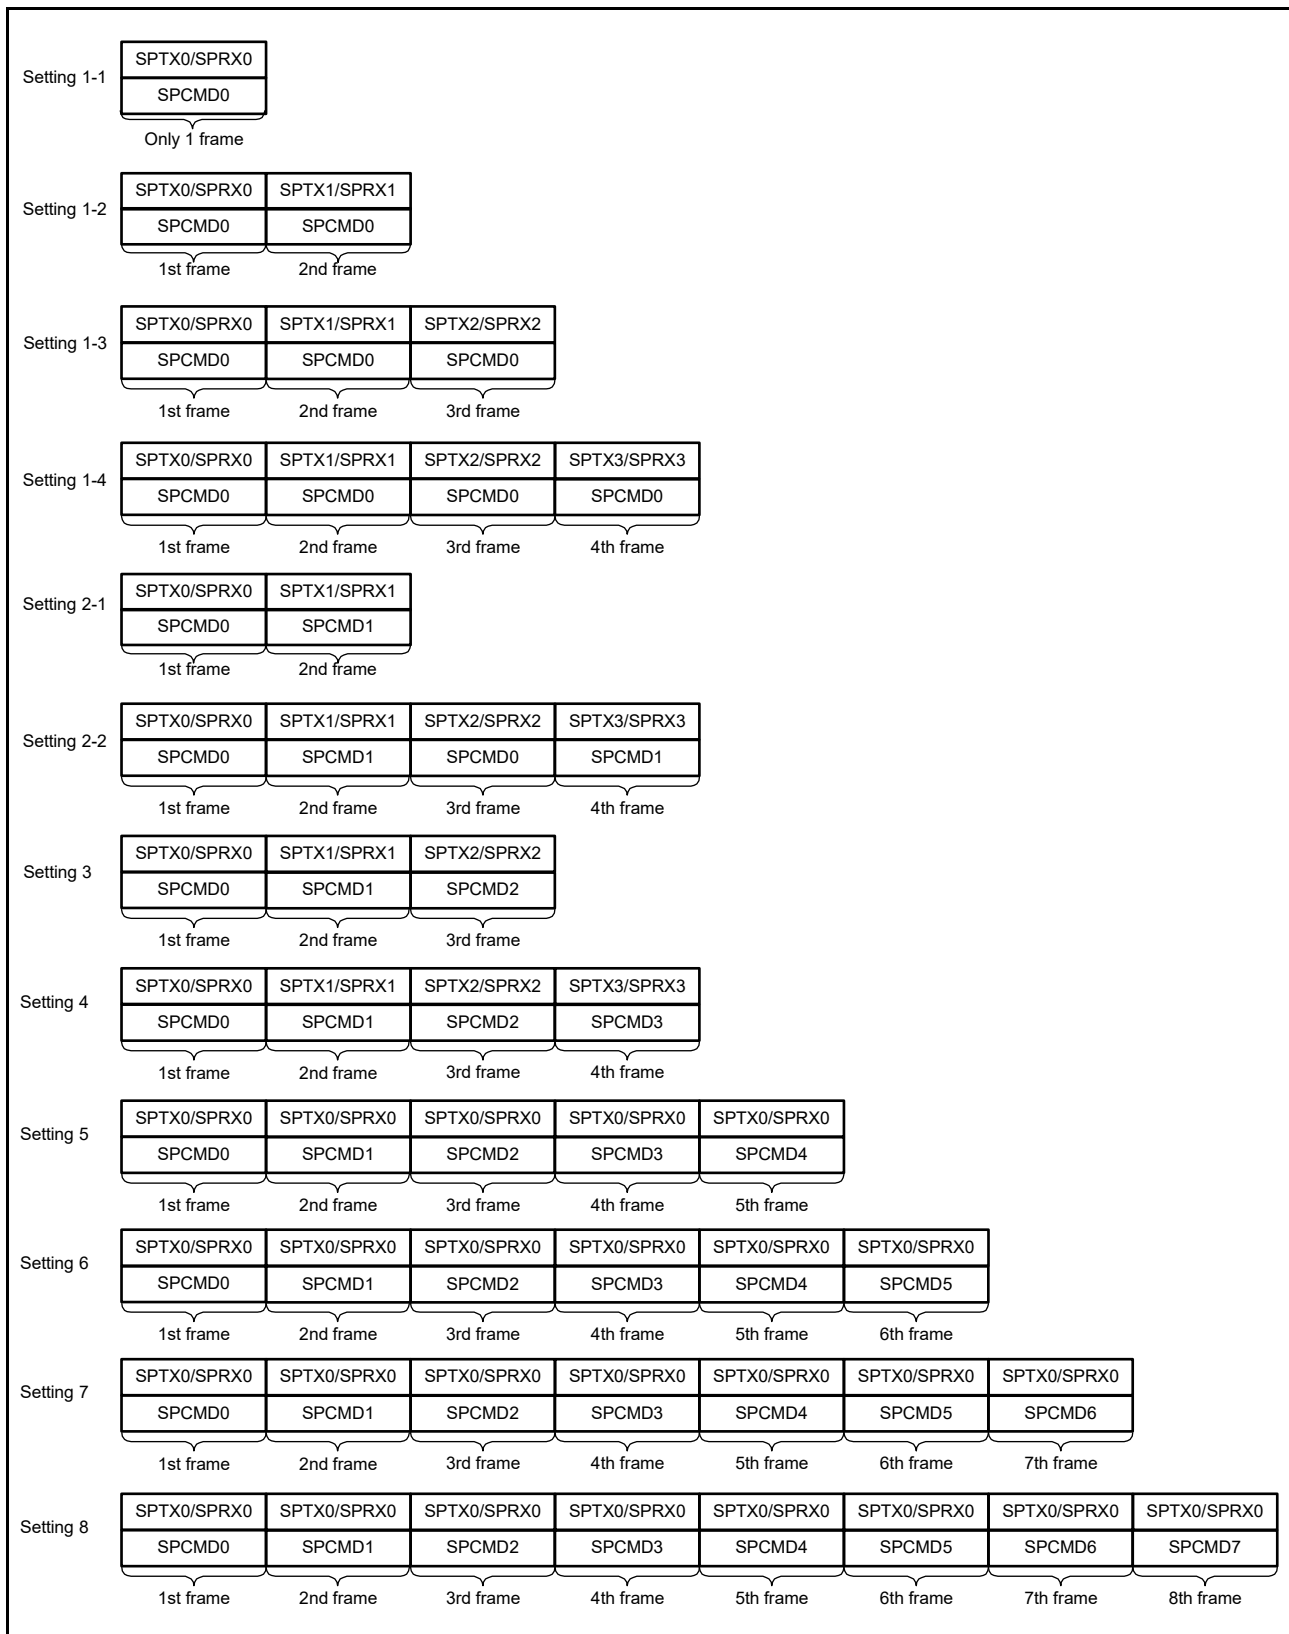 SPTX0/SPRX0
Setting 1-1
SPCMD0
Only 1 frame
SPTX0/SPRX0 SPTX1/SPRX1
Setting 1-2
SPCMD0 SPCMD0
1st frame 2nd frame
SPTX0/SPRX0 SPTX1/SPRX1 SPTX2/SPRX2
Setting 1-3
SPCMD0 SPCMD0 SPCMD0
1st frame 2nd frame 3rd frame
SPTX0/SPRX0 SPTX1/SPRX1 SPTX2/SPRX2 SPTX3/SPRX3
Setting 1-4
SPCMD0 SPCMD0 SPCMD0 SPCMD0
1st frame 2nd frame 3rd frame 4th frame
SPTX0/SPRX0 SPTX1/SPRX1
Setting 2-1
SPCMD0 SPCMD1
1st frame 2nd frame
SPTX0/SPRX0 SPTX1/SPRX1 SPTX2/SPRX2 SPTX3/SPRX3
Setting 2-2
SPCMD0 SPCMD1 SPCMD0 SPCMD1
1st frame 2nd frame 3rd frame 4th frame
SPTX0/SPRX0 SPTX1/SPRX1 SPTX2/SPRX2
Setting 3
SPCMD0 SPCMD1 SPCMD2
1st frame 2nd frame 3rd frame
SPTX0/SPRX0 SPTX1/SPRX1 SPTX2/SPRX2 SPTX3/SPRX3
Setting 4
SPCMD0 SPCMD1 SPCMD2 SPCMD3
1st frame 2nd frame 3rd frame 4th frame
SPTX0/SPRX0 SPTX0/SPRX0 SPTX0/SPRX0 SPTX0/SPRX0 SPTX0/SPRX0
Setting 5
SPCMD0 SPCMD1 SPCMD2 SPCMD3 SPCMD4
1st frame 2nd frame 3rd frame 4th frame 5th frame
SPTX0/SPRX0 SPTX0/SPRX0 SPTX0/SPRX0 SPTX0/SPRX0 SPTX0/SPRX0 SPTX0/SPRX0
Setting 6
SPCMD0 SPCMD1 SPCMD2 SPCMD3 SPCMD4 SPCMD5
1st frame 2nd frame 3rd frame 4th frame 5th frame 6th frame
SPTX0/SPRX0 SPTX0/SPRX0 SPTX0/SPRX0 SPTX0/SPRX0 SPTX0/SPRX0 SPTX0/SPRX0 SPTX0/SPRX0
Setting 7
SPCMD0 SPCMD1 SPCMD2 SPCMD3 SPCMD4 SPCMD5 SPCMD6
1st frame 2nd frame 3rd frame 4th frame 5th frame 6th frame 7th frame
SPTX0/SPRX0 SPTX0/SPRX0 SPTX0/SPRX0 SPTX0/SPRX0 SPTX0/SPRX0 SPTX0/SPRX0 SPTX0/SPRX0 SPTX0/SPRX0
Setting 8
SPCMD0 SPCMD1 SPCMD2 SPCMD3 SPCMD4 SPCMD5 SPCMD6 SPCMD7
1st frame 2nd frame 3rd frame 4th frame 5th frame 6th frame 7th frame 8th frame